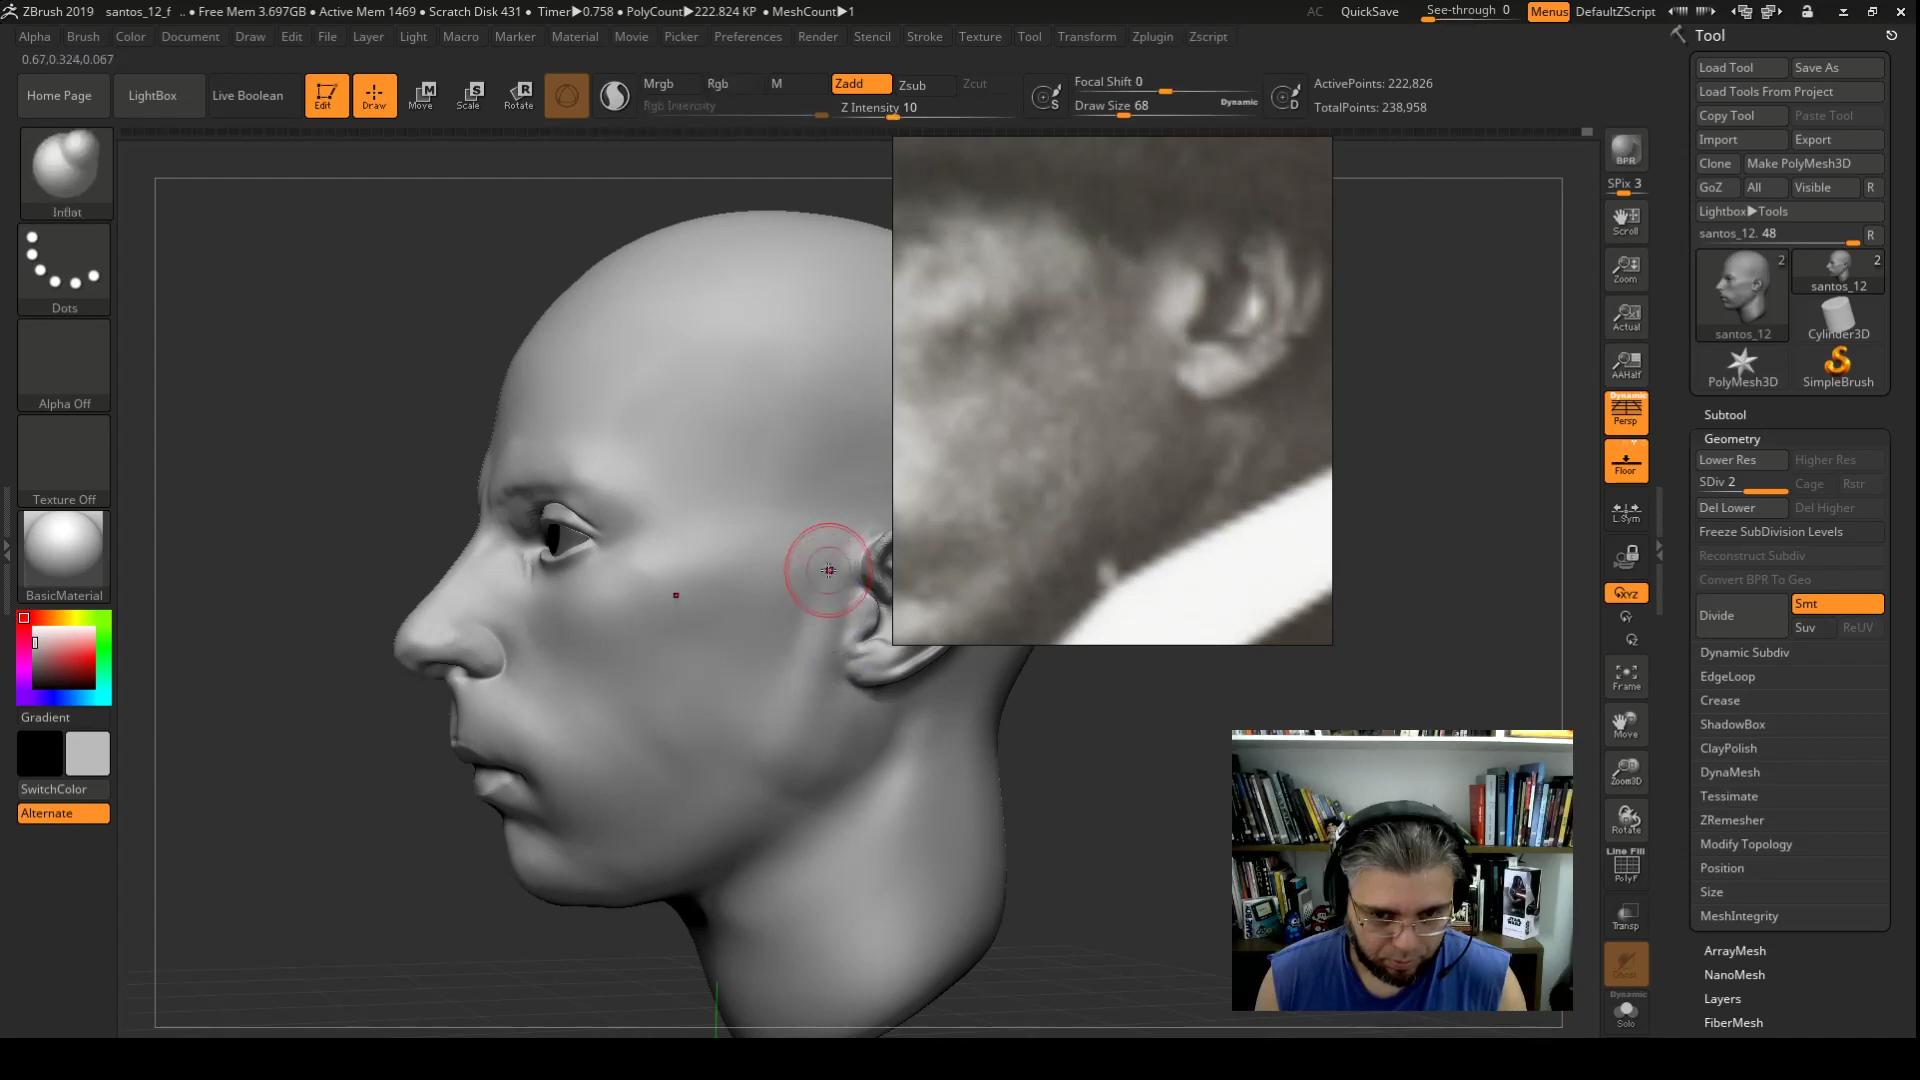 ZBrush 2019 santos_12_f .. • Free Mem 3.697GB • Active Mem 1469 • Scratch Disk 431 • Timer▶0.758 • PolyCount▶222.824 KP • MeshCount▶1 AC QuickSave See-through 0 Menus DefaultZScript
Alpha Brush Color Document Draw Edit File Layer Light Macro Marker Material Movie Picker Preferences Render Stencil Stroke Texture Tool Transform Zplugin Zscript
0.67,0.324,0.067
Home Page LightBox Live Boolean Edit Draw Move Scale Rotate
Mrgb Rgb M Zadd Zsub Zcut
Rgb Intensity Z Intensity 10
S Focal Shift 0
Draw Size 68 Dynamic D
ActivePoints: 222,826
TotalPoints: 238,958
Inflat
Dots
Alpha Off
Texture Off
BasicMaterial
Gradient
SwitchColor
Alternate
BPR
SPix 3
Scroll
Zoom
Actual
AAHalf
Dynamic
Persp
Floor
L.Sym
XYZ
Frame
Move
Zoom3D
Rotate
Line Fill
PolyF
Transp
Ghost
Dynamic
Solo
Tool
Load Tool Save As
Load Tools From Project
Copy Tool Paste Tool
Import Export
Clone Make PolyMesh3D
GoZ All Visible R
Lightbox▶Tools
santos_12. 48 R
2 2
santos_12
santos_12 Cylinder3D
PolyMesh3D SimpleBrush
Subtool
Geometry
Lower Res Higher Res
SDiv 2 Cage Rstr
Del Lower Del Higher
Freeze SubDivision Levels
Reconstruct Subdiv
Convert BPR To Geo
Divide Smt
Suv ReUV
Dynamic Subdiv
EdgeLoop
Crease
ShadowBox
ClayPolish
DynaMesh
Tessimate
ZRemesher
Modify Topology
Position
Size
MeshIntegrity
ArrayMesh
NanoMesh
Layers
FiberMesh